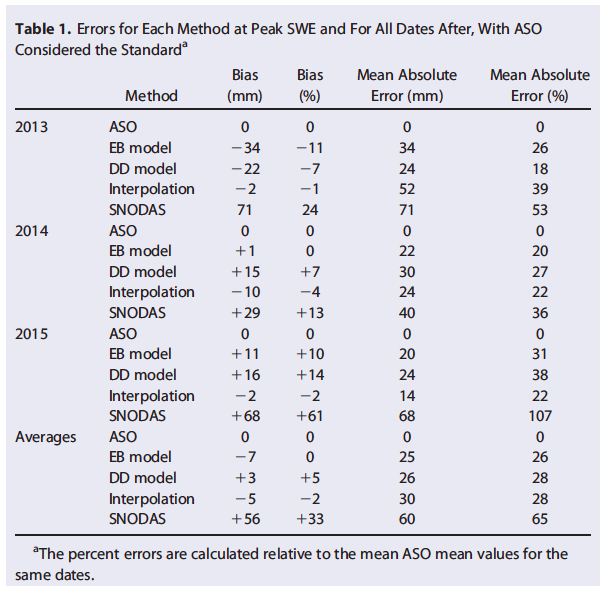 Table 1. Errors for Each Method at Peak SWE and For All Dates After, With ASO
Considered the Standardᵃ
Bias Bias Mean Absolute Mean Absolute
Method (mm) (%) Error (mm) Error (%)
2013 ASO 0 0 0 0
EB model −34 −11 34 26
DD model −22 −7 24 18
Interpolation −2 −1 52 39
SNODAS 71 24 71 53
2014 ASO 0 0 0 0
EB model +1 0 22 20
DD model +15 +7 30 27
Interpolation −10 −4 24 22
SNODAS +29 +13 40 36
2015 ASO 0 0 0 0
EB model +11 +10 20 31
DD model +16 +14 24 38
Interpolation −2 −2 14 22
SNODAS +68 +61 68 107
Averages ASO 0 0 0 0
EB model −7 0 25 26
DD model +3 +5 26 28
Interpolation −5 −2 30 28
SNODAS +56 +33 60 65
ᵃThe percent errors are calculated relative to the mean ASO mean values for the
same dates.